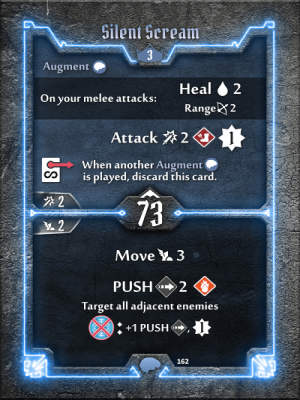 Silent Scream
3
Augment
On your melee attacks:
Heal 2
Range 2
Attack 2 1
When another Augment
is played, discard this card.
2
73
2
Move 3
PUSH 2
Target all adjacent enemies
: +1 PUSH , 1
162